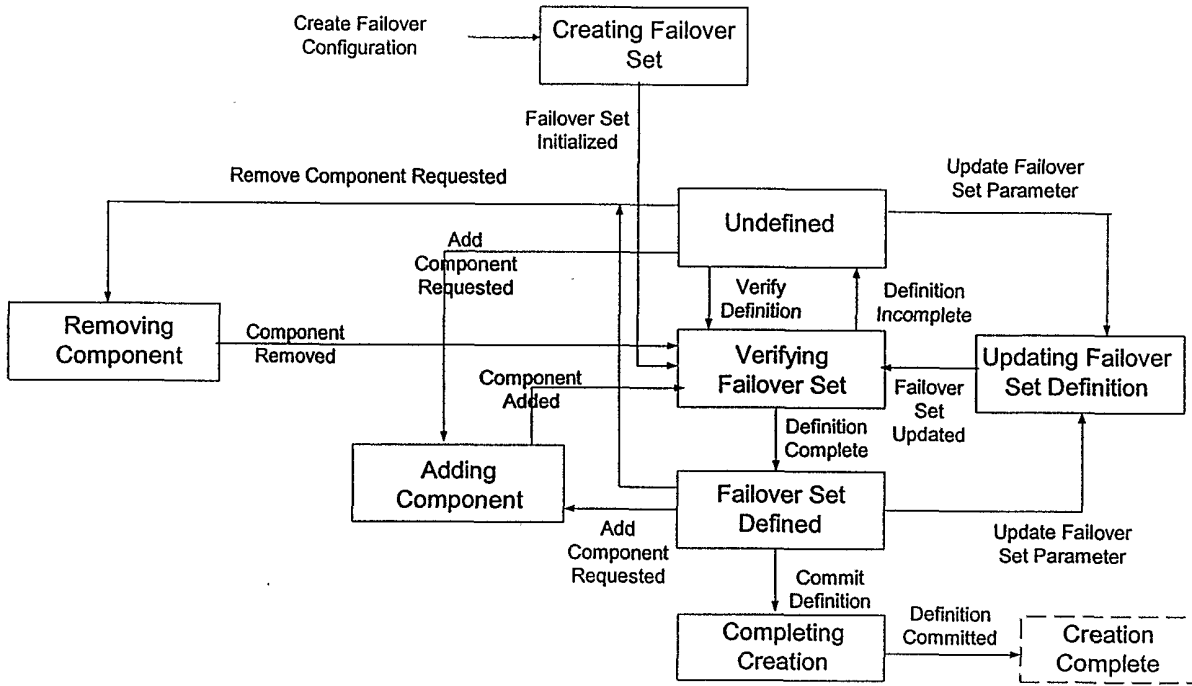 Create Failover
Configuration
Creating Failover
Set
Failover Set
Initialized
Remove Component Requested
Update Failover
Set Parameter
Undefined
Add
Component
Requested
Verify
Definition
Definition
Incomplete
Removing
Component
Component
Removed
Verifying
Failover Set
Updating Failover
Set Definition
Component
Added
Failover
Set
Updated
Definition
Complete
Adding
Component
Failover Set
Defined
Add
Component
Requested
Update Failover
Set Parameter
Commit
Definition
Completing
Creation
Definition
Committed
Creation
Complete